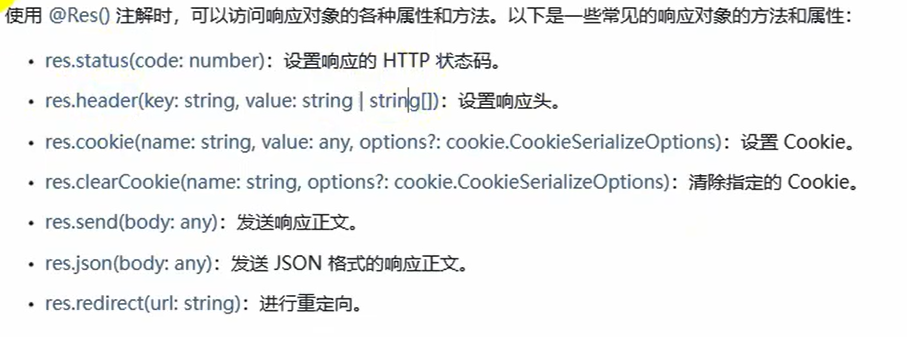 使用 @Res() 注解时，可以访问响应对象的各种属性和方法。以下是一些常见的响应对象的方法和属性：
• res.status(code: number)：设置响应的 HTTP 状态码。
• res.header(key: string, value: string | string[])：设置响应头。
• res.cookie(name: string, value: any, options?: cookie.CookieSerializeOptions)：设置 Cookie。
• res.clearCookie(name: string, options?: cookie.CookieSerializeOptions)：清除指定的 Cookie。
• res.send(body: any)：发送响应正文。
• res.json(body: any)：发送 JSON 格式的响应正文。
• res.redirect(url: string)：进行重定向。